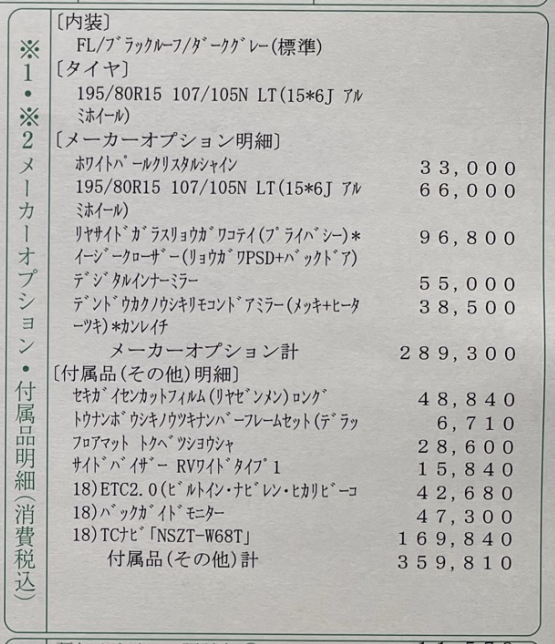 ※1・※2メーカーオプション・付属品明細(消費税込)
〔内装〕
FL/ﾌﾞﾗｯｸﾙｰﾌ/ﾀﾞｰｸｸﾞﾚｰ(標準)
〔タイヤ〕
195/80R15 107/105N LT(15*6J ｱﾙ
ﾐﾎｲｰﾙ)
〔メーカーオプション明細〕
ﾎﾜｲﾄﾊﾟｰﾙｸﾘｽﾀﾙｼｬｲﾝ 33,000
195/80R15 107/105N LT(15*6J ｱﾙ 66,000
ﾐﾎｲｰﾙ)
ﾘﾔｻｲﾄﾞｶﾞﾗｽﾘｮｳｶﾞﾜｺﾃｲ(ﾌﾟﾗｲﾊﾞｼｰ)* 96,800
ｲｰｼﾞｰｸﾛｰｻﾞｰ(ﾘｮｳｶﾞﾜPSD+ﾊﾞｯｸﾄﾞｱ)
ﾃﾞｼﾞﾀﾙｲﾝﾅｰﾐﾗｰ 55,000
ﾃﾞﾝﾄﾞｳｶｸﾉｳｼｷﾘﾓｺﾝﾄﾞｱﾐﾗｰ(ﾒｯｷ+ﾋｰﾀ 38,500
ｰﾂｷ)*ｶﾝﾚｲﾁ
メーカーオプション計 289,300
〔付属品(その他)明細〕
ｾｷｶﾞｲｾﾝｶｯﾄﾌｨﾙﾑ(ﾘﾔｾﾞﾝﾒﾝ)ﾛﾝｸﾞ 48,840
ﾄｳﾅﾝﾎﾞｳｼｷﾉｳﾂｷﾅﾝﾊﾞｰﾌﾚｰﾑｾｯﾄ(ﾃﾞﾗｯ 6,710
ﾌﾛｱﾏｯﾄ ﾄｸﾍﾞﾂｼｮｳｼｬ 28,600
ｻｲﾄﾞﾊﾞｲｻﾞｰ RVﾜｲﾄﾞﾀｲﾌﾟ1 15,840
18)ETC2.0(ﾋﾞﾙﾄｲﾝ･ﾅﾋﾞﾚﾝ･ﾋｶﾘﾋﾞｰｺ 42,680
18)ﾊﾞｯｸｶﾞｲﾄﾞﾓﾆﾀｰ 47,300
18)TCﾅﾋﾞ｢NSZT-W68T｣ 169,840
付属品(その他)計 359,810